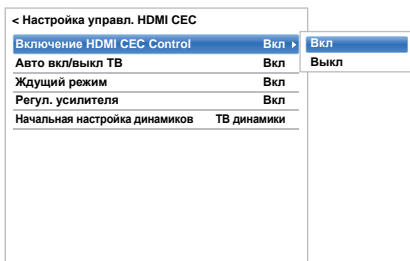 < Настройка управл. HDMI CEC
Включение HDMI CEC Control Вкл
Вкл
Авто вкл/выкл ТВ Вкл
Выкл
Ждущий режим Вкл
Регул. усилителя Вкл
Начальная настройка динамиков ТВ динамики